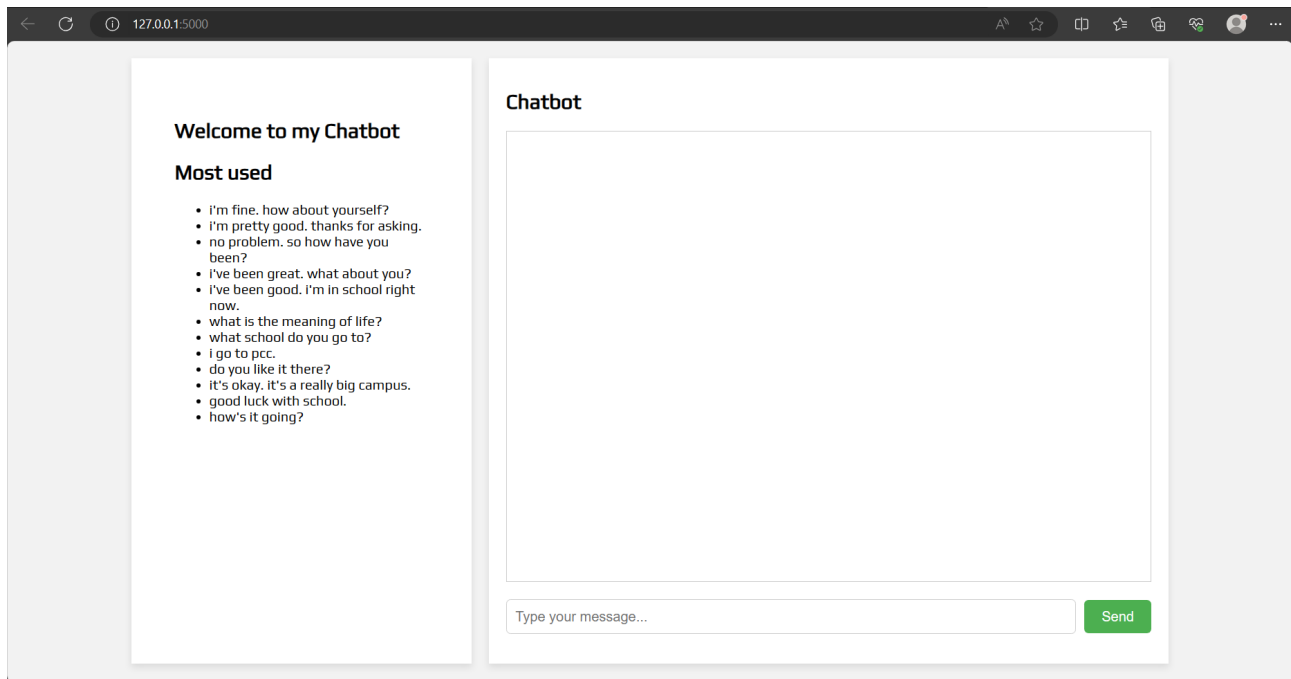 127.0.0.1:5000
Welcome to my Chatbot
Most used
• i'm fine. how about yourself?
• i'm pretty good. thanks for asking.
• no problem. so how have you
been?
• i've been great. what about you?
• i've been good. i'm in school right
now.
• what is the meaning of life?
• what school do you go to?
• i go to pcc.
• do you like it there?
• it's okay. it's a really big campus.
• good luck with school.
• how's it going?
Chatbot
Type your message...
Send